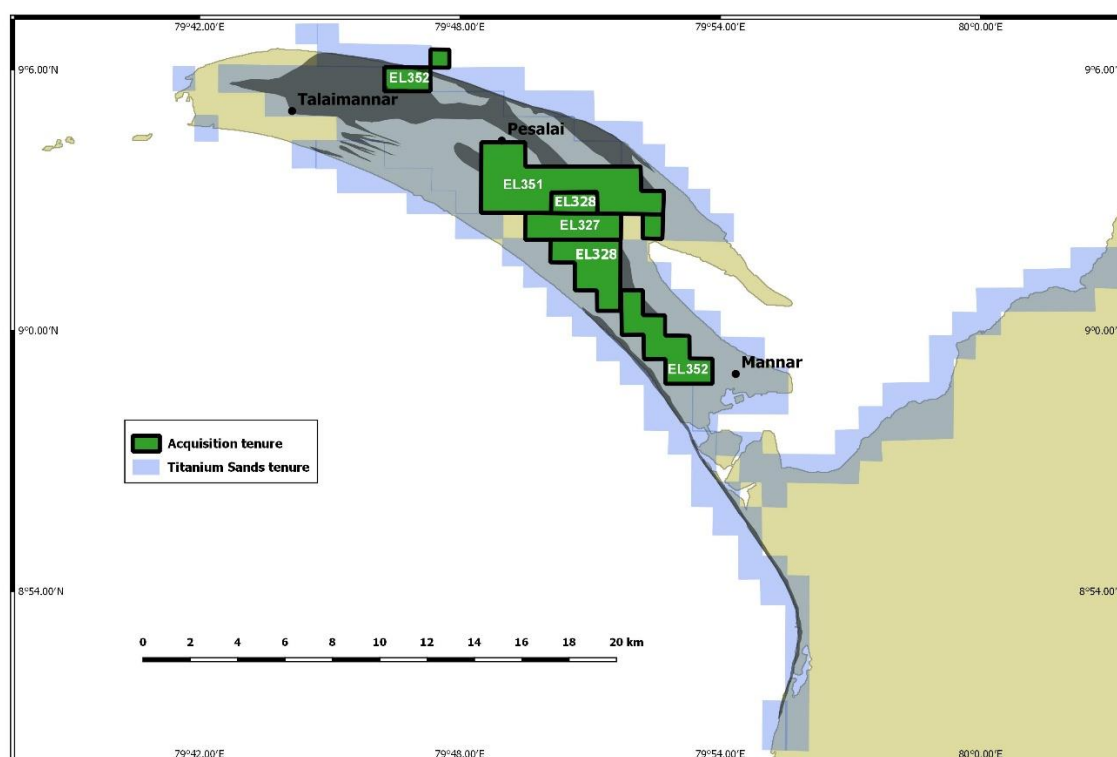 79°42.00'E 79°48.00'E 79°54.00'E 80°0.00'E
9°6.00'N 9°6.00'N
EL352
Talaimannar
Pesalai
EL351
EL328
EL327
EL328
9°0.00'N 9°0.00'N
Mannar
EL352
Acquisition tenure
Titanium Sands tenure
8°54.00'N 8°54.00'N
0 2 4 6 8 10 12 14 16 18 20 km
79°42.00'E 79°48.00'E 79°54.00'E 80°0.00'E